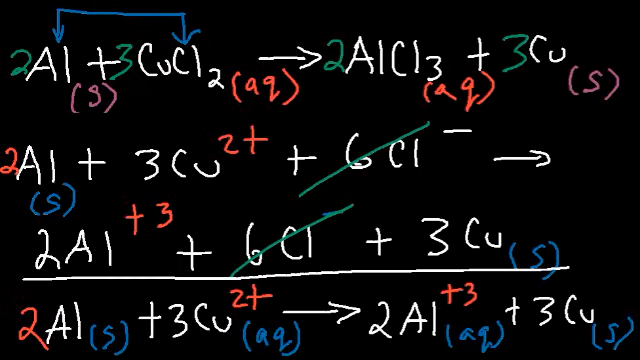 2Al + 3CuCl₂ ⟶ 2AlCl₃ + 3Cu
(s) (aq) (aq) (s)
2Al + 3Cu²⁺ + 6Cl⁻ ⟶
(s)
2Al⁺³ + 6Cl + 3Cu(s)
2Al(s) + 3Cu²⁺(aq) ⟶ 2Al⁺³(aq) + 3Cu(s)